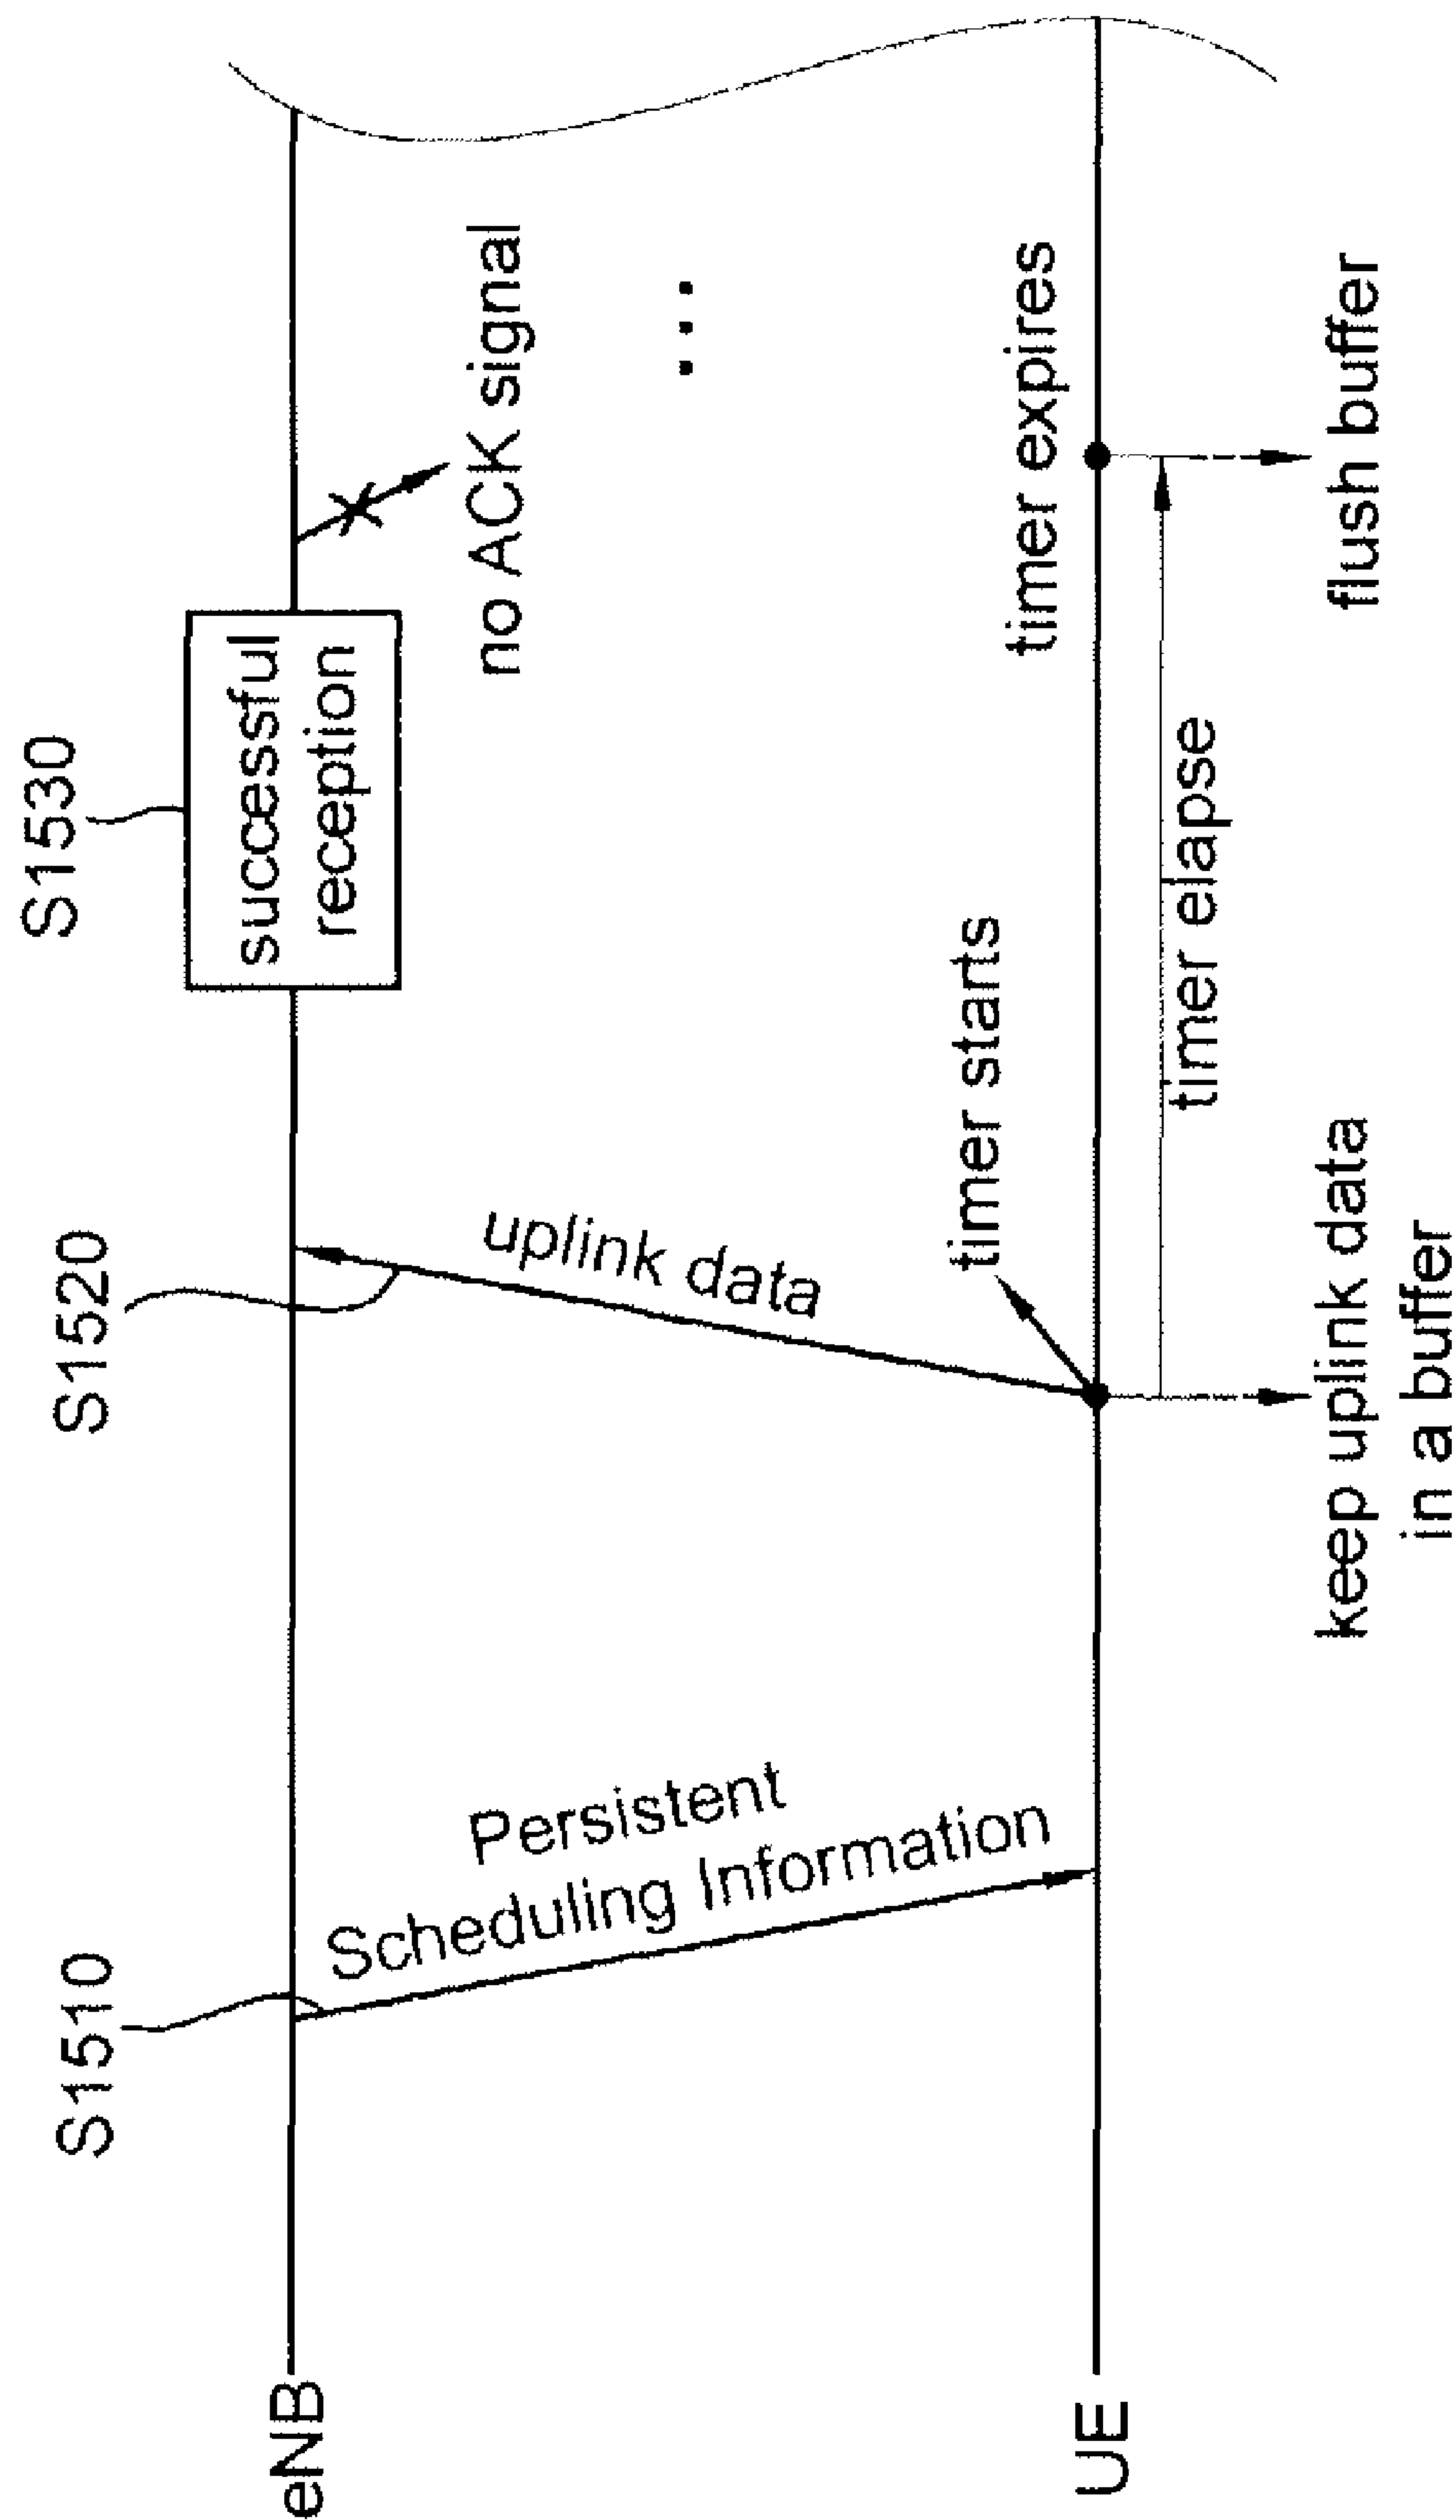 S1510
S1520
S1530
eNB
Persistent
Scheduling Information
uplink data
successful
reception
no ACK signal
...
timer starts
timer expires
UE
timer elapse
keep uplink data
in a buffer
flush buffer